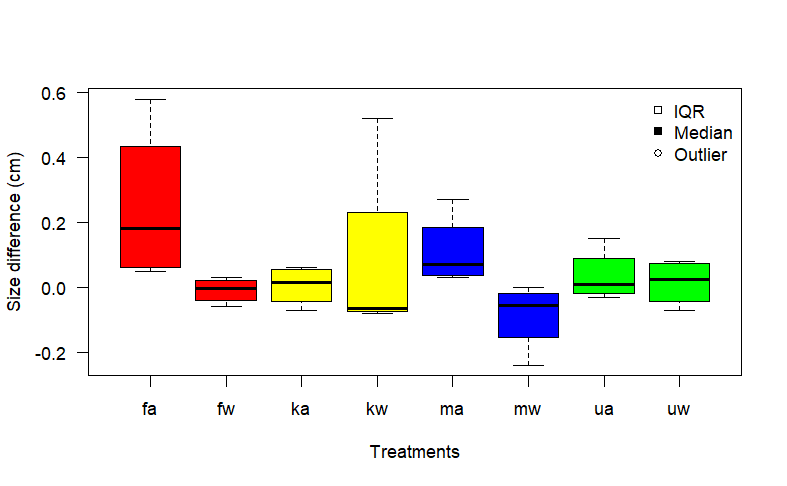 Size difference (cm)
0.6
0.4
0.2
0.0
-0.2
IQR
Median
Outlier
fa fw ka kw ma mw ua uw
Treatments